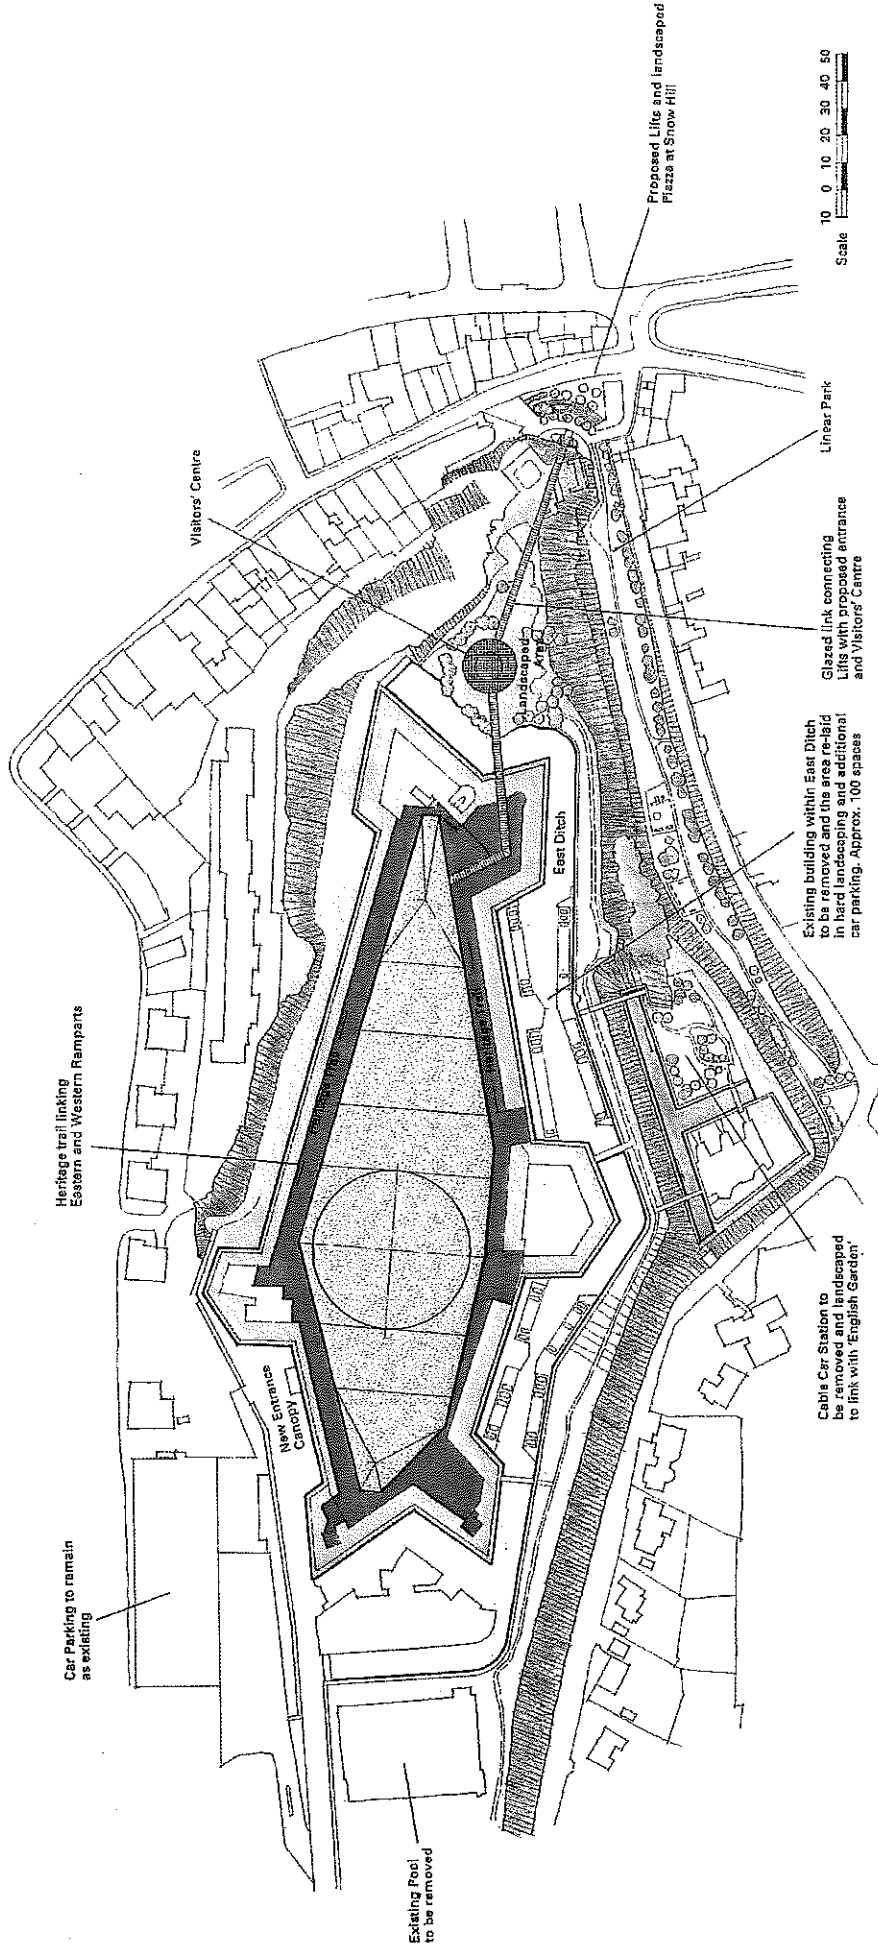 Car Parking to remain
as existing
Heritage trail linking
Eastern and Western Ramparts
Visitors' Centre
Proposed Lifts and landscaped
Piazza at Snow Hill
New Entrance
Canopy
Landscaped
Area
East Ditch
Heritage Trail
Existing Pool
to be removed
Cable Car Station to
be removed and landscaped
to link with 'English Garden'
Existing building within East Ditch
to be removed and the area re-laid
in hard landscaping and additional
car parking. Approx. 100 spaces
Glazed link connecting
Lifts with proposed entrance
and Visitors' Centre
Linear Park
Scale
10 0 10 20 30 40 50